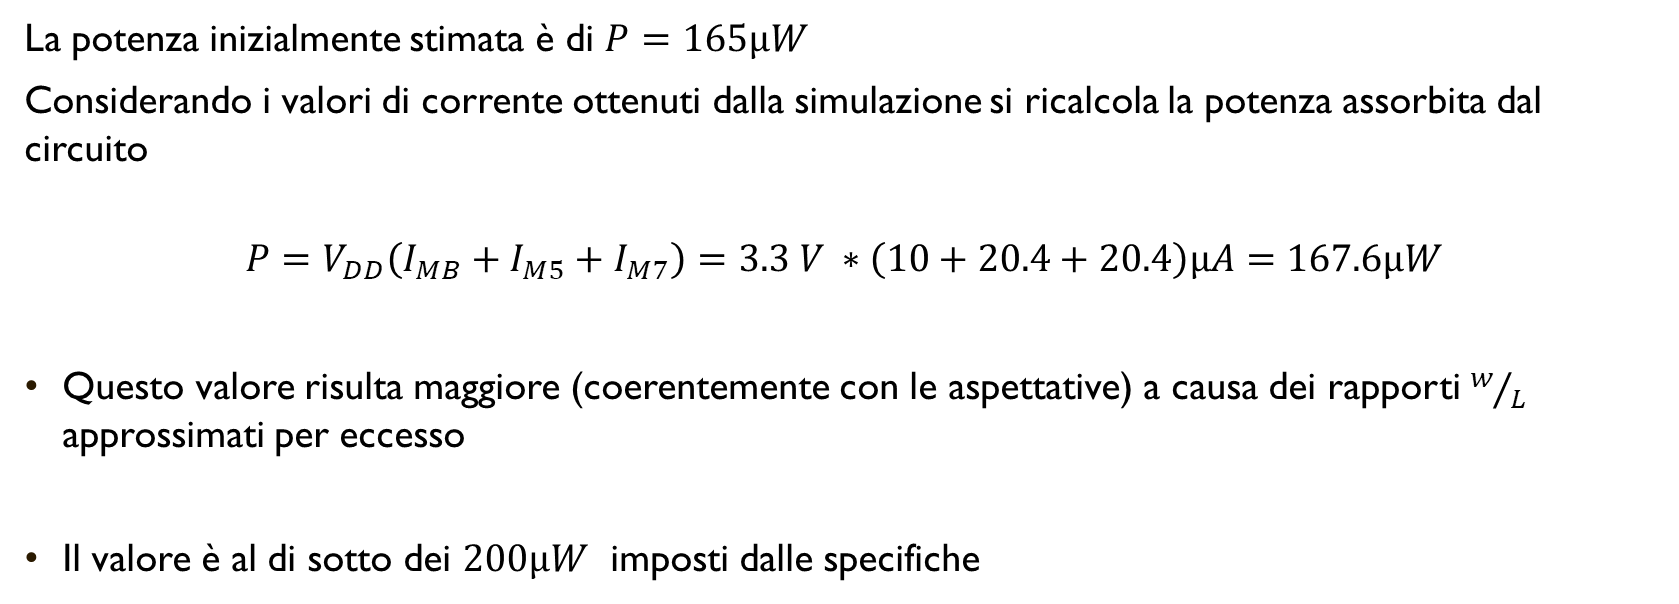 La potenza inizialmente stimata è di P = 165μW
Considerando i valori di corrente ottenuti dalla simulazione si ricalcola la potenza assorbita dal
circuito
P = V_DD(I_MB + I_M5 + I_M7) = 3.3 V * (10 + 20.4 + 20.4)μA = 167.6μW
• Questo valore risulta maggiore (coerentemente con le aspettative) a causa dei rapporti w/L
approssimati per eccesso
• Il valore è al di sotto dei 200μW imposti dalle specifiche